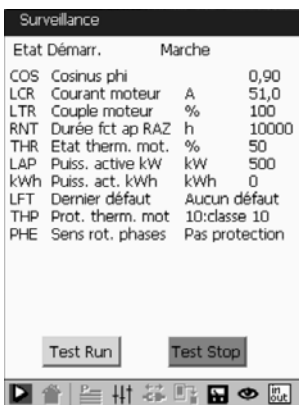 Surveillance
Etat Démarr. Marche
COS Cosinus phi 0,90
LCR Courant moteur A 51,0
LTR Couple moteur % 100
RNT Durée fct ap RAZ h 10000
THR Etat therm. mot. % 50
LAP Puiss. active kW kW 500
kWh Puiss. act. kWh kWh 0
LFT Dernier défaut Aucun défaut
THP Prot. therm. mot 10:classe 10
PHE Sens rot. phases Pas protection
Test Run Test Stop
in
out